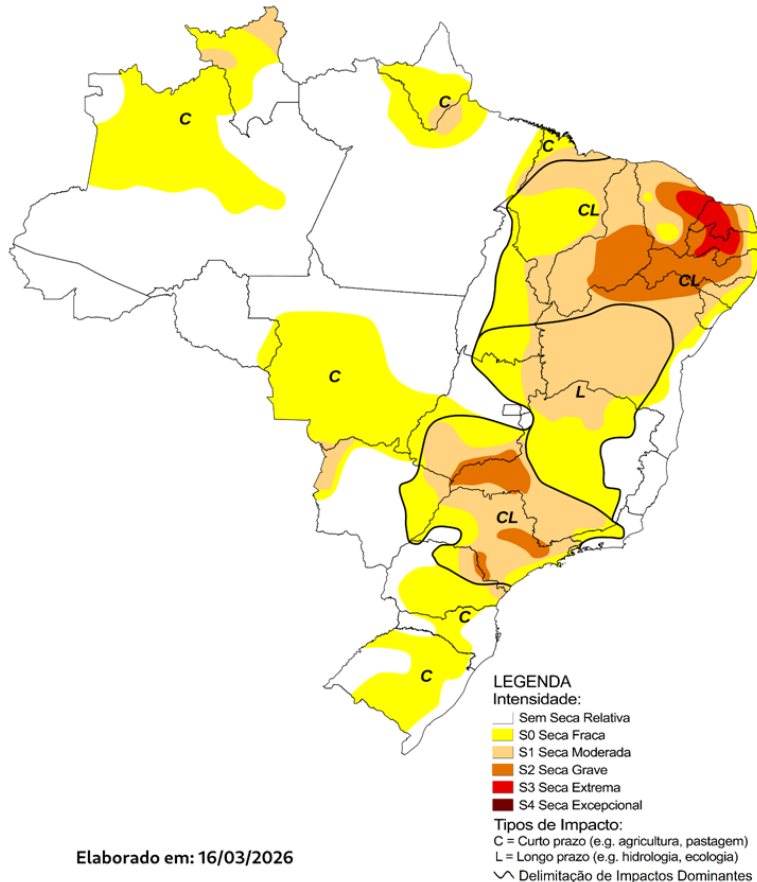 C
C
C
C
CL
CL
C
L
CL
C
C
LEGENDA
Intensidade:
Sem Seca Relativa
S0 Seca Fraca
S1 Seca Moderada
S2 Seca Grave
S3 Seca Extrema
S4 Seca Excepcional
Tipos de Impacto:
C = Curto prazo (e.g. agricultura, pastagem)
L = Longo prazo (e.g. hidrologia, ecologia)
Delimitação de Impactos Dominantes
Elaborado em: 16/03/2026